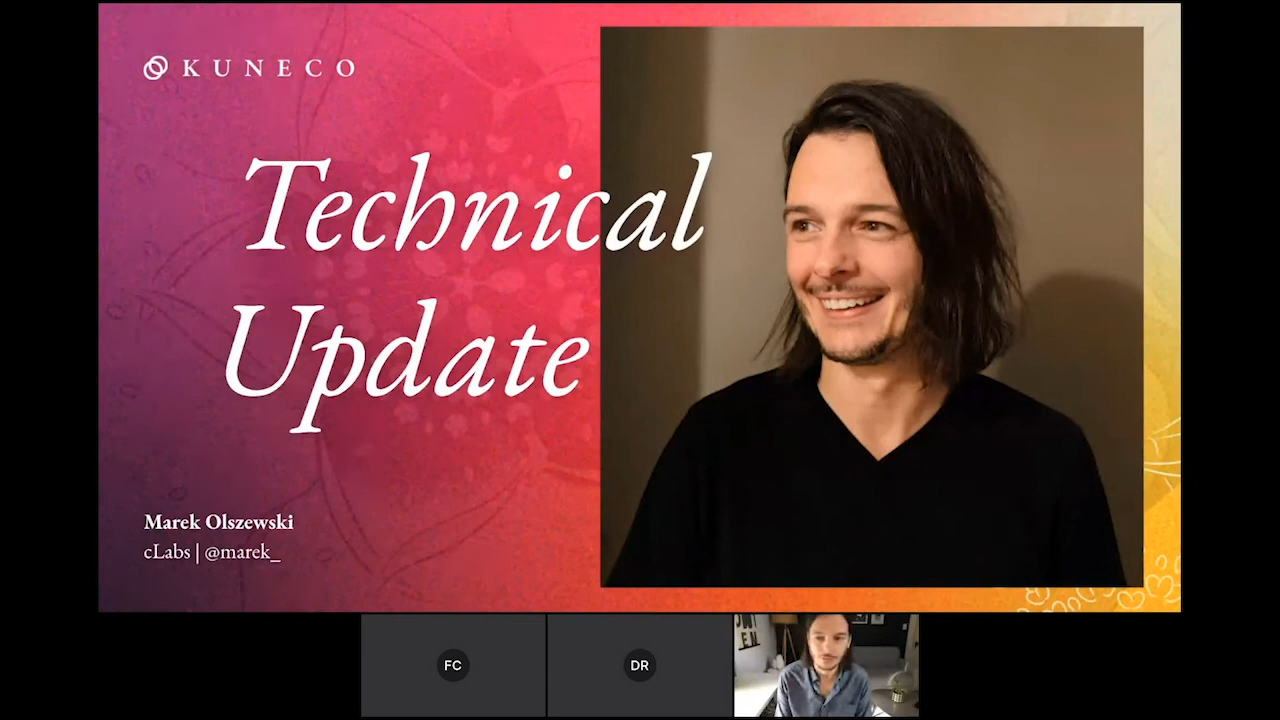 KUNECO
Technical
Update
Marek Olszewski
cLabs | @marek_
FC
DR